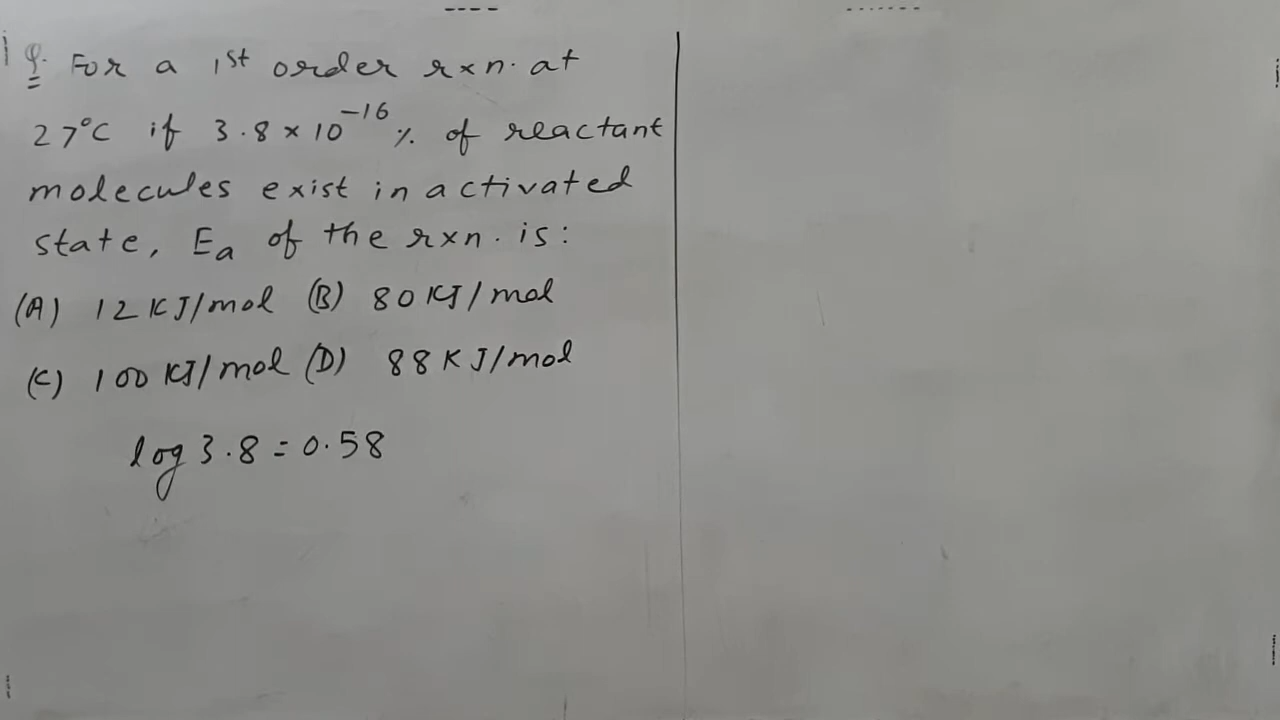 Q. For a 1st order rxn. at
27°C if 3.8 × 10⁻¹⁶ % of reactant
molecules exist in activated
state, Ea of the rxn. is:
(A) 12 KJ/mol (B) 80 KJ/mol
(C) 100 KJ/mol (D) 88 KJ/mol
log 3.8 = 0.58